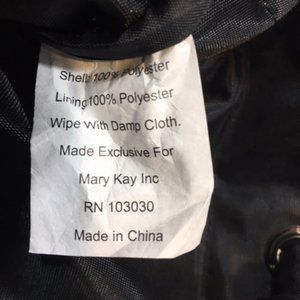 Shell:100% Polyester
Lining:100% Polyester
Wipe With Damp Cloth.
Made Exclusive For
Mary Kay Inc
RN 103030
Made in China